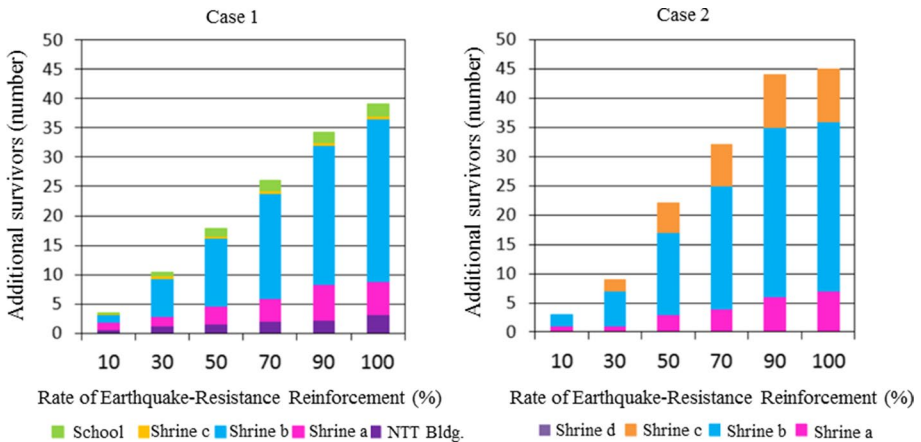 Case 1
Additional survivors (number)
50
45
40
35
30
25
20
15
10
5
0
10 30 50 70 90 100
Rate of Earthquake-Resistance Reinforcement (%)
School Shrine c Shrine b Shrine a NTT Bldg.
Case 2
Additional survivors (number)
50
45
40
35
30
25
20
15
10
5
0
10 30 50 70 90 100
Rate of Earthquake-Resistance Reinforcement (%)
Shrine d Shrine c Shrine b Shrine a